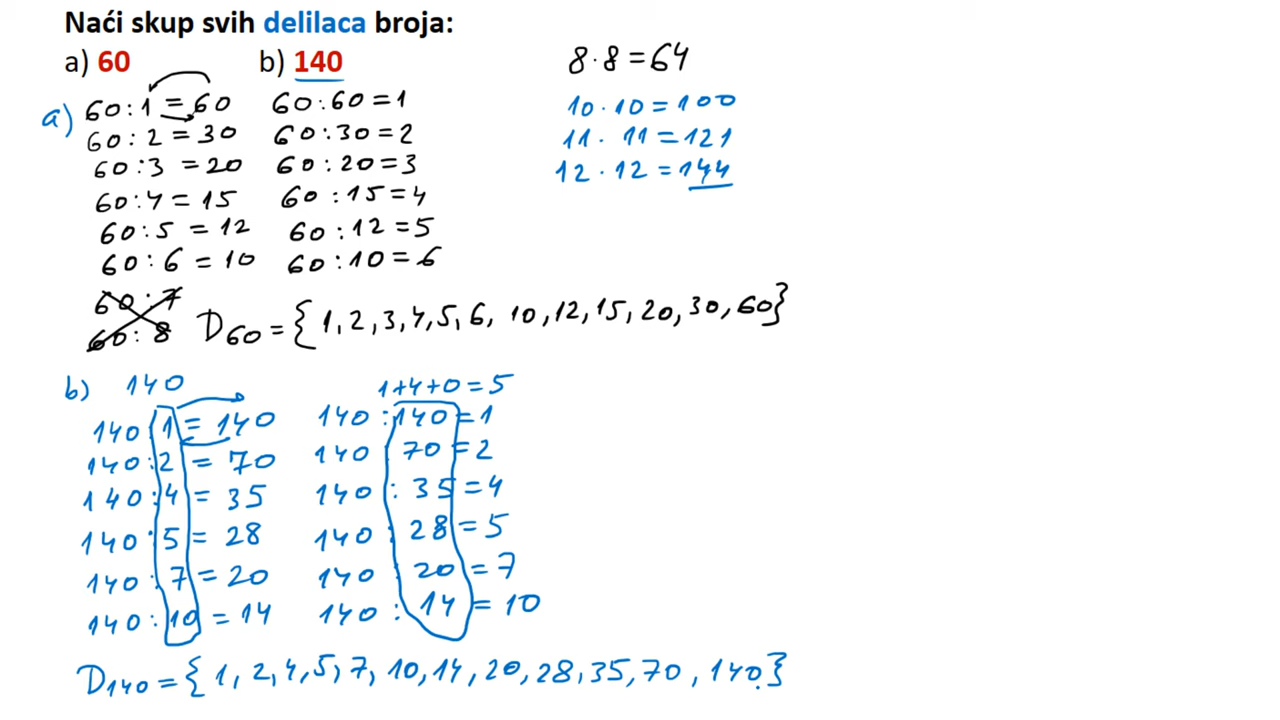 Naći skup svih delilaca broja:
a) 60 b) 140
8·8=64
10·10=100
11·11=121
12·12=144
a) 60:1=60 60:60=1
60:2=30 60:30=2
60:3=20 60:20=3
60:4=15 60:15=4
60:5=12 60:12=5
60:6=10 60:10=6
60:7
60:8
D60={1,2,3,4,5,6,10,12,15,20,30,60}
b) 140
1+4+0=5
140:1=140 140:140=1
140:2=70 140 70=2
140:4=35 140:35=4
140:5=28 140:28=5
140:7=20 140 20=7
140:10=14 140:14=10
D140={1,2,4,5,7,10,14,20,28,35,70,140}